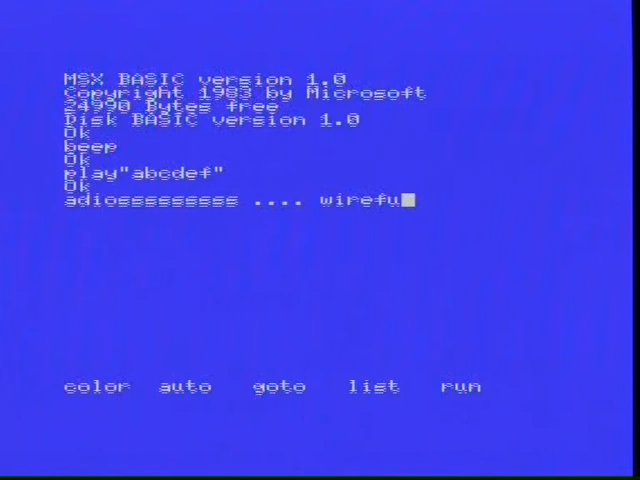 MSX BASIC version 1.0
Copyright 1983 by Microsoft
24990 Bytes free
Disk BASIC version 1.0
Ok
beep
Ok
play"abcdef"
Ok
adiosssssssss .... wirefu
color auto goto list run